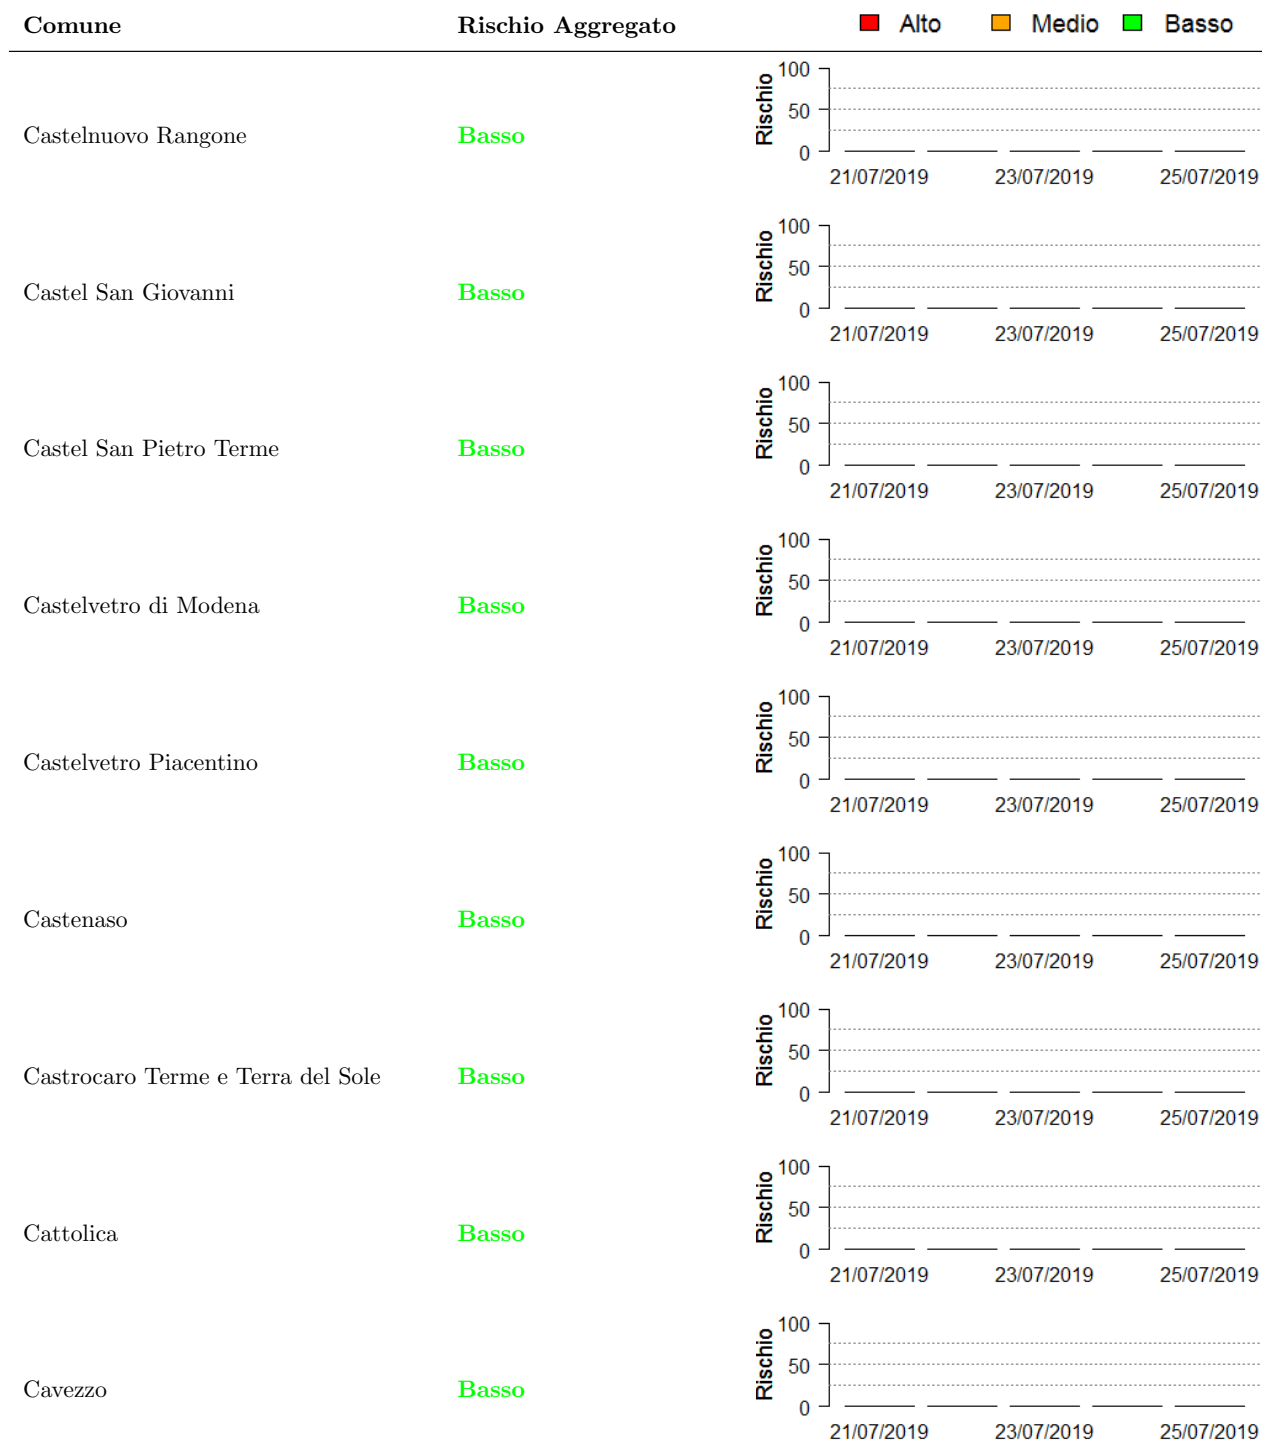 Comune Rischio Aggregato Alto Medio Basso
100
Rischio
50
Castelnuovo Rangone Basso
0
21/07/2019 23/07/2019 25/07/2019
100
Rischio
50
Castel San Giovanni Basso
0
21/07/2019 23/07/2019 25/07/2019
100
Rischio
50
Castel San Pietro Terme Basso
0
21/07/2019 23/07/2019 25/07/2019
100
Rischio
50
Castelvetro di Modena Basso
0
21/07/2019 23/07/2019 25/07/2019
100
Rischio
50
Castelvetro Piacentino Basso
0
21/07/2019 23/07/2019 25/07/2019
100
Rischio
50
Castenaso Basso
0
21/07/2019 23/07/2019 25/07/2019
100
Rischio
50
Castrocaro Terme e Terra del Sole Basso
0
21/07/2019 23/07/2019 25/07/2019
100
Rischio
50
Cattolica Basso
0
21/07/2019 23/07/2019 25/07/2019
100
Rischio
50
Cavezzo Basso
0
21/07/2019 23/07/2019 25/07/2019